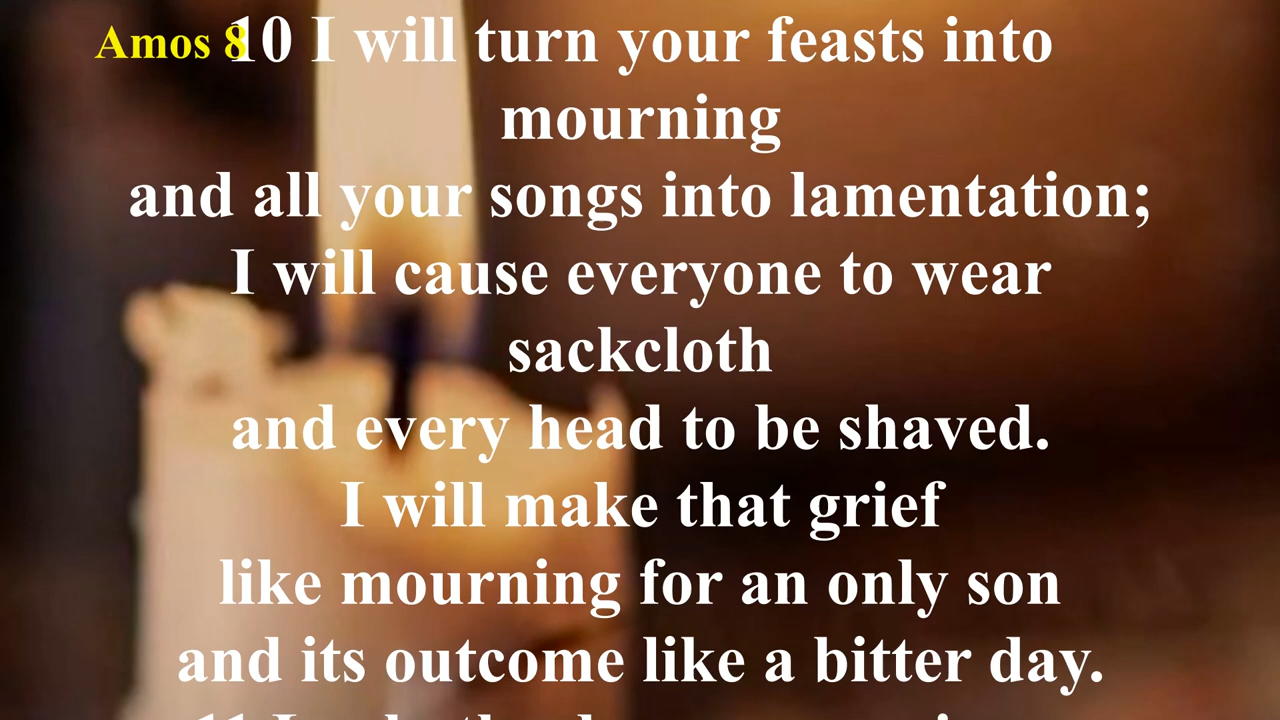 Amos 8
10 I will turn your feasts into
mourning
and all your songs into lamentation;
I will cause everyone to wear
sackcloth
and every head to be shaved.
I will make that grief
like mourning for an only son
and its outcome like a bitter day.